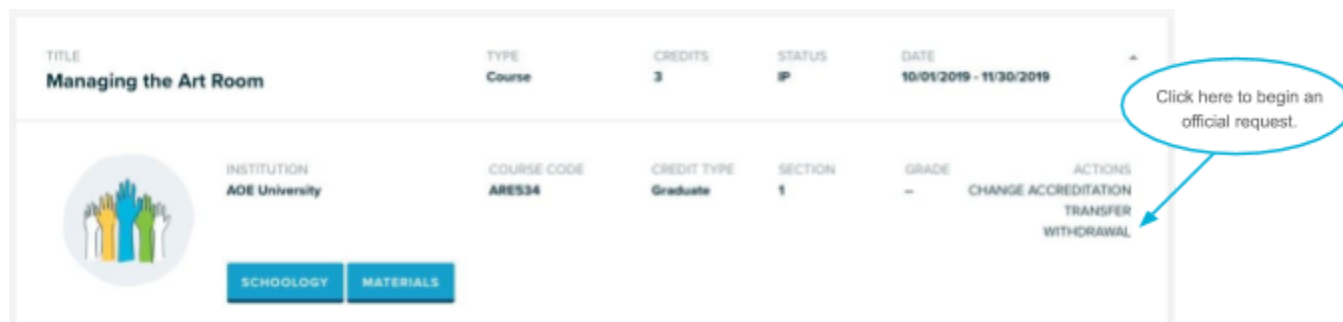 TITLE TYPE CREDITS STATUS DATE
Managing the Art Room Course 3 IP 10/01/2019 - 11/30/2019
Click here to begin an
official request.
INSTITUTION COURSE CODE CREDIT TYPE SECTION GRADE ACTIONS
AOE University ARE534 Graduate 1 – CHANGE ACCREDITATION
TRANSFER
WITHDRAWAL
SCHOOLOGY MATERIALS